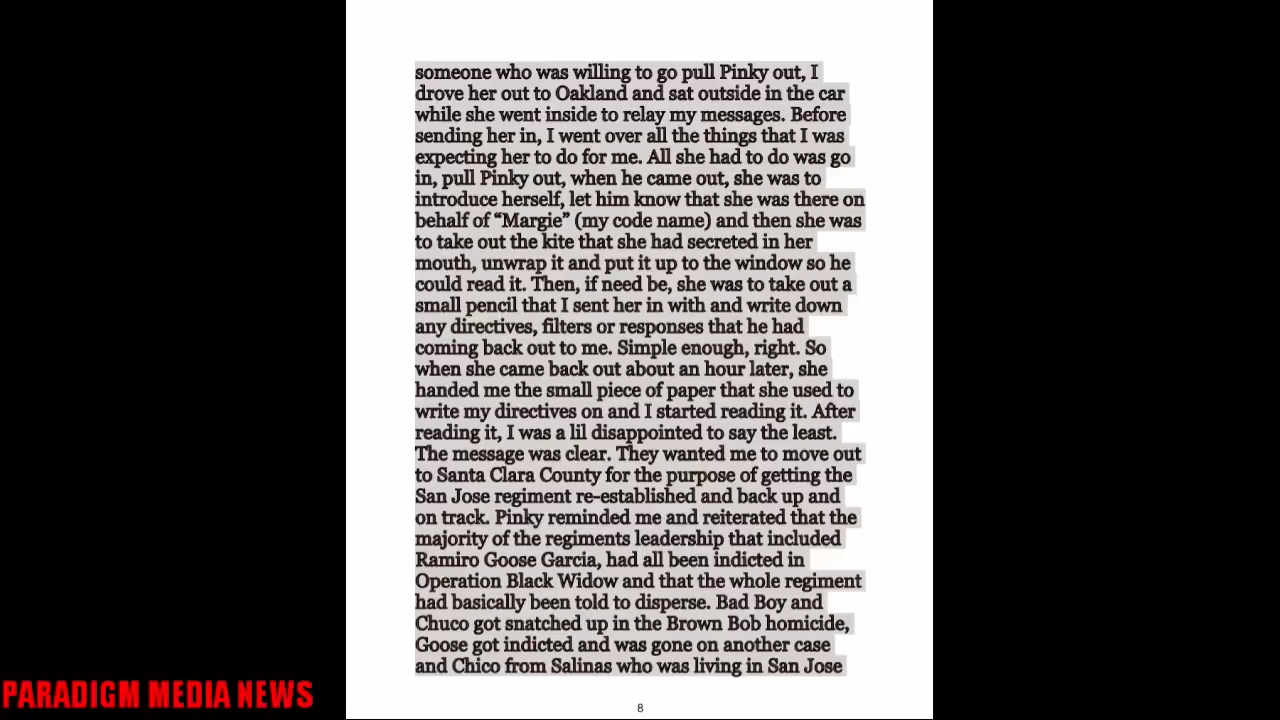 someone who was willing to go pull Pinky out, I
drove her out to Oakland and sat outside in the car
while she went inside to relay my messages. Before
sending her in, I went over all the things that I was
expecting her to do for me. All she had to do was go
in, pull Pinky out, when he came out, she was to
introduce herself, let him know that she was there on
behalf of “Margie” (my code name) and then she was
to take out the kite that she had secreted in her
mouth, unwrap it and put it up to the window so he
could read it. Then, if need be, she was to take out a
small pencil that I sent her in with and write down
any directives, filters or responses that he had
coming back out to me. Simple enough, right. So
when she came back out about an hour later, she
handed me the small piece of paper that she used to
write my directives on and I started reading it. After
reading it, I was a lil disappointed to say the least.
The message was clear. They wanted me to move out
to Santa Clara County for the purpose of getting the
San Jose regiment re-established and back up and
on track. Pinky reminded me and reiterated that the
majority of the regiments leadership that included
Ramiro Goose Garcia, had all been indicted in
Operation Black Widow and that the whole regiment
had basically been told to disperse. Bad Boy and
Chuco got snatched up in the Brown Bob homicide,
Goose got indicted and was gone on another case
and Chico from Salinas who was living in San Jose
8
PARADIGM MEDIA NEWS